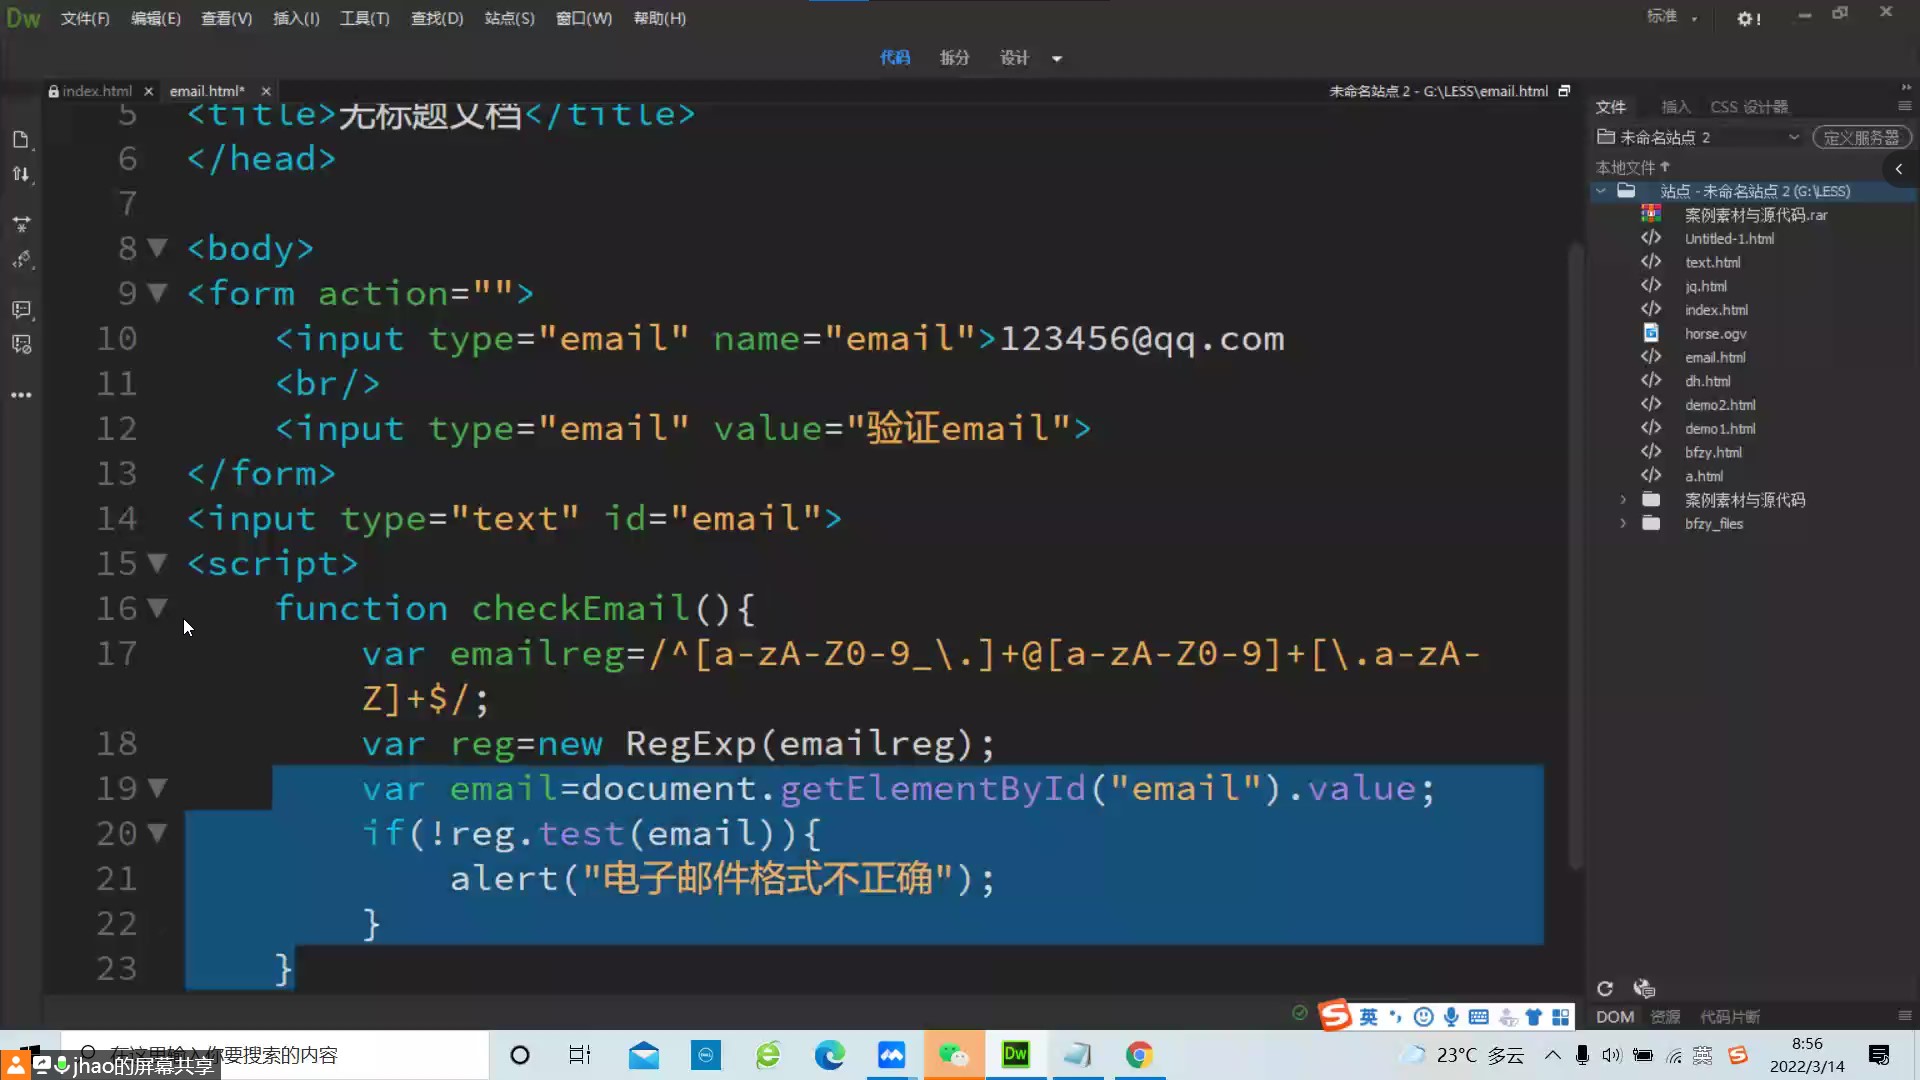 Dw 文件(F) 编辑(E) 查看(V) 插入(I) 工具(T) 查找(D) 站点(S) 窗口(W) 帮助(H) 标准
代码 拆分 设计
index.html email.html* 未命名站点 2 - G:\LESS\email.html
5 <title>无标题文档</title>
6 </head>
7
8 <body>
9 <form action="">
10 <input type="email" name="email">123456@qq.com
11 <br/>
12 <input type="email" value="验证email">
13 </form>
14 <input type="text" id="email">
15 <script>
16 function checkEmail(){
17 var emailreg=/^[a-zA-Z0-9_\.]+@[a-zA-Z0-9]+[\.a-zA-
Z]+$/;
18 var reg=new RegExp(emailreg);
19 var email=document.getElementById("email").value;
20 if(!reg.test(email)){
21 alert("电子邮件格式不正确");
22 }
23 }
文件 插入 CSS 设计器
未命名站点 2 定义服务器
本地文件
站点 - 未命名站点 2 (G:\LESS)
案例素材与源代码.rar
Untitled-1.html
text.html
jq.html
index.html
horse.ogv
email.html
dh.html
demo2.html
demo1.html
bfzy.html
a.html
案例素材与源代码
bfzy_files
英
DOM 资源 代码片断
在这里输入你要搜索的内容
jhao的屏幕共享
Dw
23°C 多云
英
8:56
2022/3/14